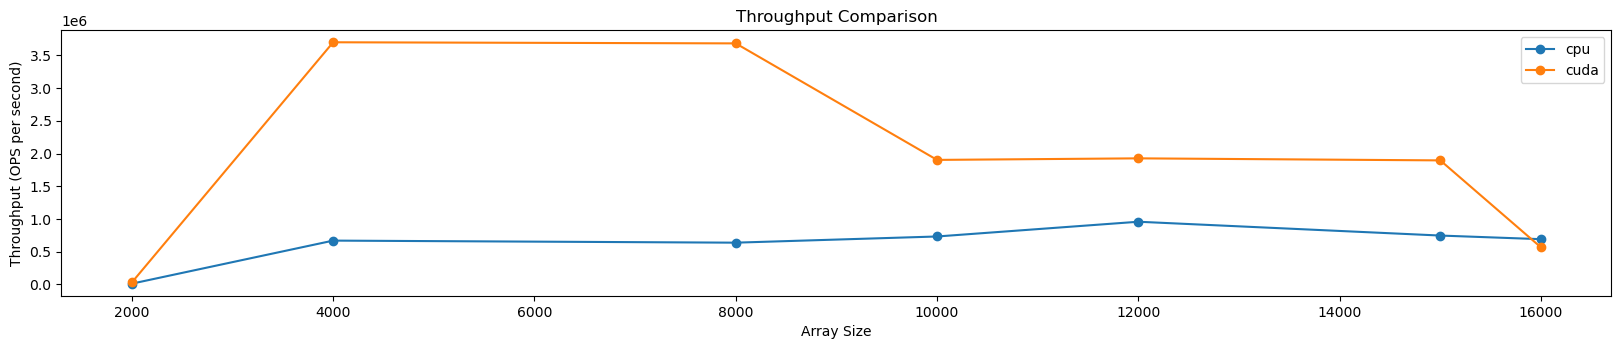 Throughput Comparison
1e6
Throughput (OPS per second)
3.5
3.0
2.5
2.0
1.5
1.0
0.5
0.0
cpu
cuda
2000 4000 6000 8000 10000 12000 14000 16000
Array Size